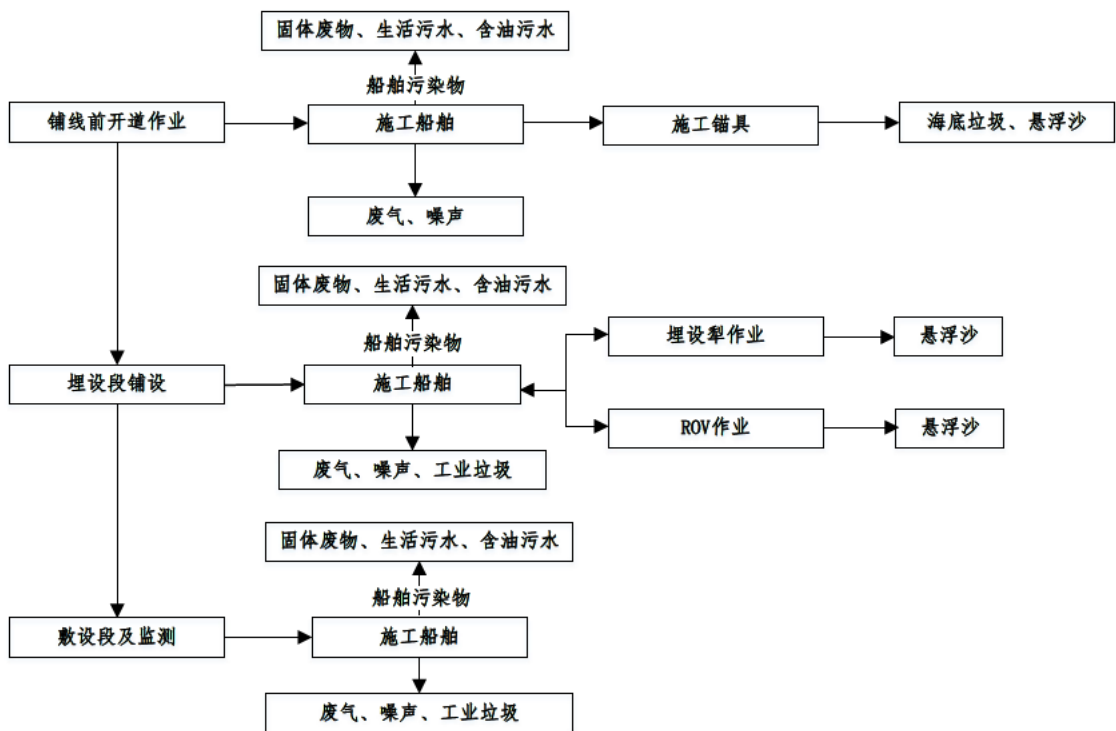 固体废物、生活污水、含油污水
船舶污染物
铺线前开道作业
施工船舶
施工锚具
海底垃圾、悬浮沙
废气、噪声
固体废物、生活污水、含油污水
船舶污染物
埋设犁作业
悬浮沙
埋设段铺设
施工船舶
ROV作业
悬浮沙
废气、噪声、工业垃圾
固体废物、生活污水、含油污水
船舶污染物
敷设段及监测
施工船舶
废气、噪声、工业垃圾